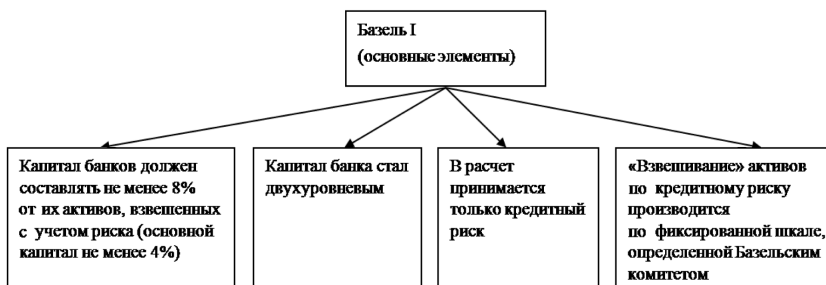 Базель I
(основные элементы)
Капитал банков должен
составлять не менее 8%
от их активов, взвешенных
с учетом риска (основной
капитал не менее 4%)
Капитал банка стал
двухуровневым
В расчет
принимается
только кредитный
риск
«Взвешивание» активов
по кредитному риску
производится
по фиксированной шкале,
определенной Базельским
комитетом